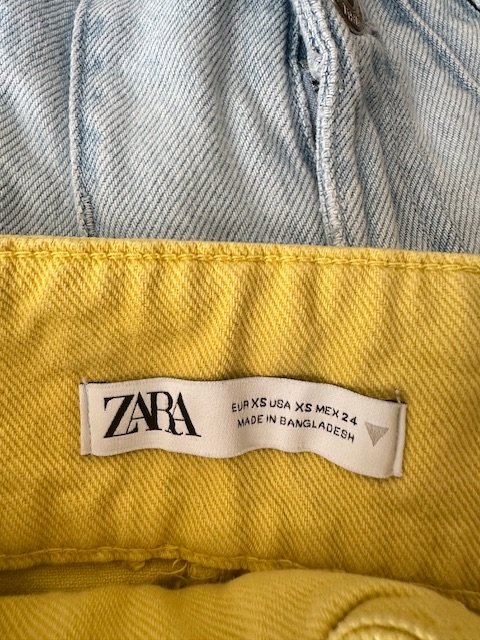 ZARA
EUR XS USA XS MEX 24
MADE IN BANGLADESH